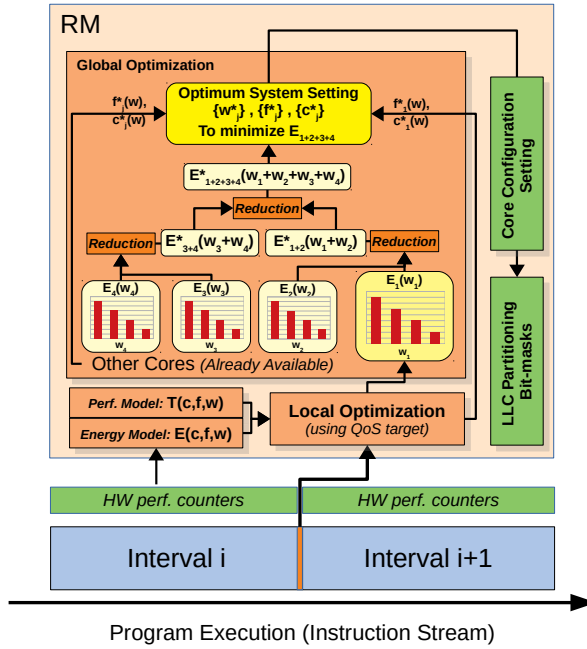 RM
Global Optimization
Optimum System Setting
{w*j} , {f*j} , {c*j}
To minimize E1+2+3+4
f*j(w),
c*j(w)
f*1(w),
c*1(w)
E*1+2+3+4(w1+w2+w3+w4)
Reduction
Reduction
E*3+4(w3+w4)
E*1+2(w1+w2)
Reduction
E4(w4)
w4
E3(w3)
w3
E2(w2)
w2
E1(w1)
w1
Other Cores (Already Available)
Core Configuration
Setting
LLC Partitioning
Bit-masks
Perf. Model: T(c,f,w)
Energy Model: E(c,f,w)
Local Optimization
(using QoS target)
HW perf. counters
HW perf. counters
Interval i
Interval i+1
Program Execution (Instruction Stream)